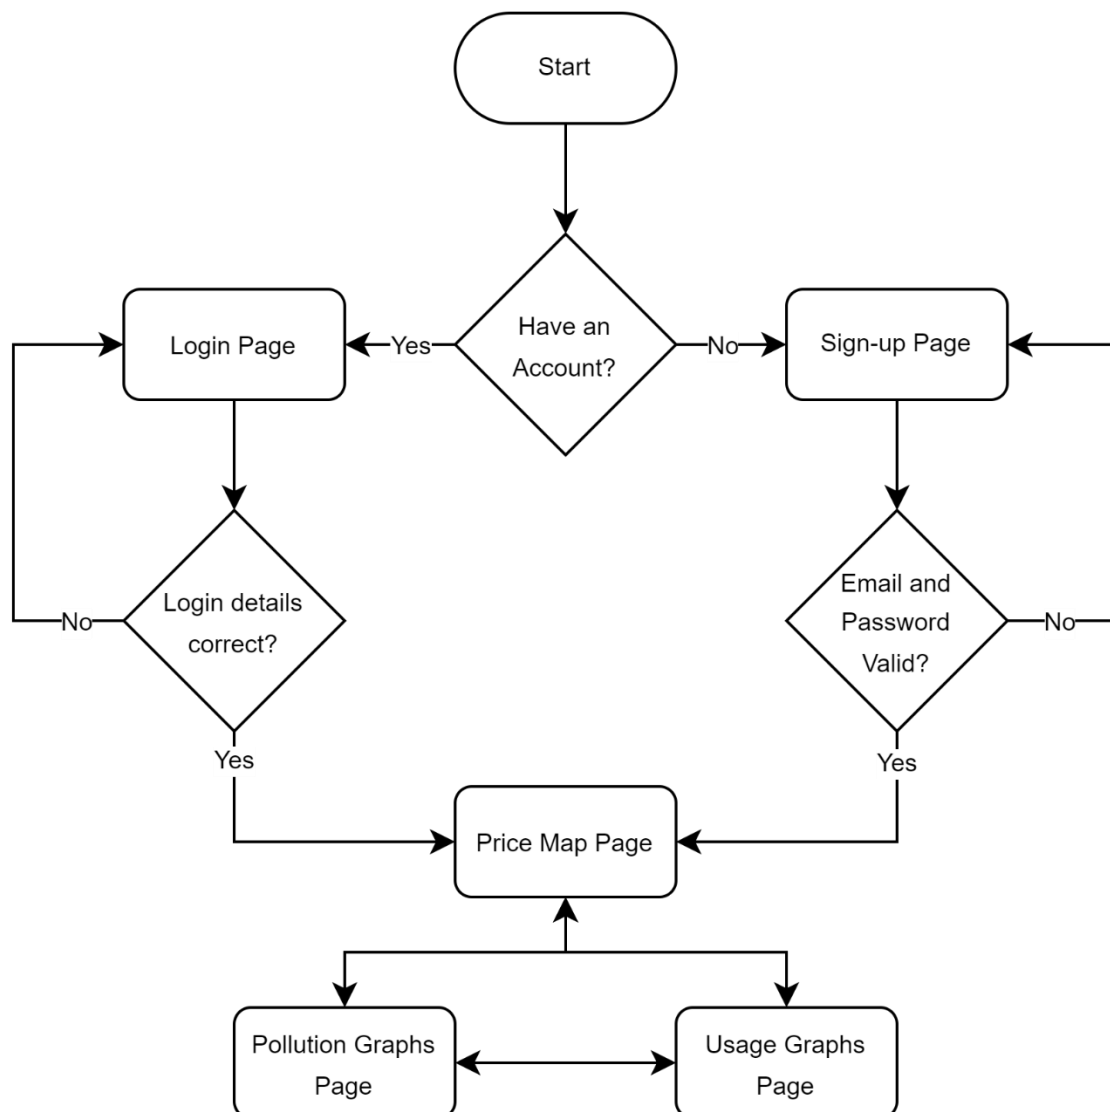 Start
Have an
Account?
Yes
No
Login Page
Sign-up Page
Login details
correct?
No
Email and
Password
Valid?
No
Yes
Yes
Price Map Page
Pollution Graphs
Page
Usage Graphs
Page